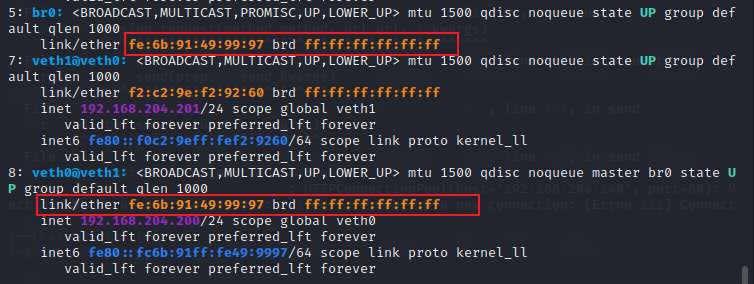 5: br0: <BROADCAST,MULTICAST,PROMISC,UP,LOWER_UP> mtu 1500 qdisc noqueue state UP group def
ault qlen 1000
link/ether fe:6b:91:49:99:97 brd ff:ff:ff:ff:ff:ff
7: veth1@veth0: <BROADCAST,MULTICAST,UP,LOWER_UP> mtu 1500 qdisc noqueue state UP group def
ault qlen 1000
link/ether f2:c2:9e:f2:92:60 brd ff:ff:ff:ff:ff:ff
inet 192.168.204.201/24 scope global veth1
valid_lft forever preferred_lft forever
inet6 fe80::f0c2:9eff:fef2:9260/64 scope link proto kernel_ll
valid_lft forever preferred_lft forever
8: veth0@veth1: <BROADCAST,MULTICAST,UP,LOWER_UP> mtu 1500 qdisc noqueue master br0 state U
P group default qlen 1000
link/ether fe:6b:91:49:99:97 brd ff:ff:ff:ff:ff:ff
inet 192.168.204.200/24 scope global veth0
valid_lft forever preferred_lft forever
inet6 fe80::fc6b:91ff:fe49:9997/64 scope link proto kernel_ll
valid_lft forever preferred_lft forever